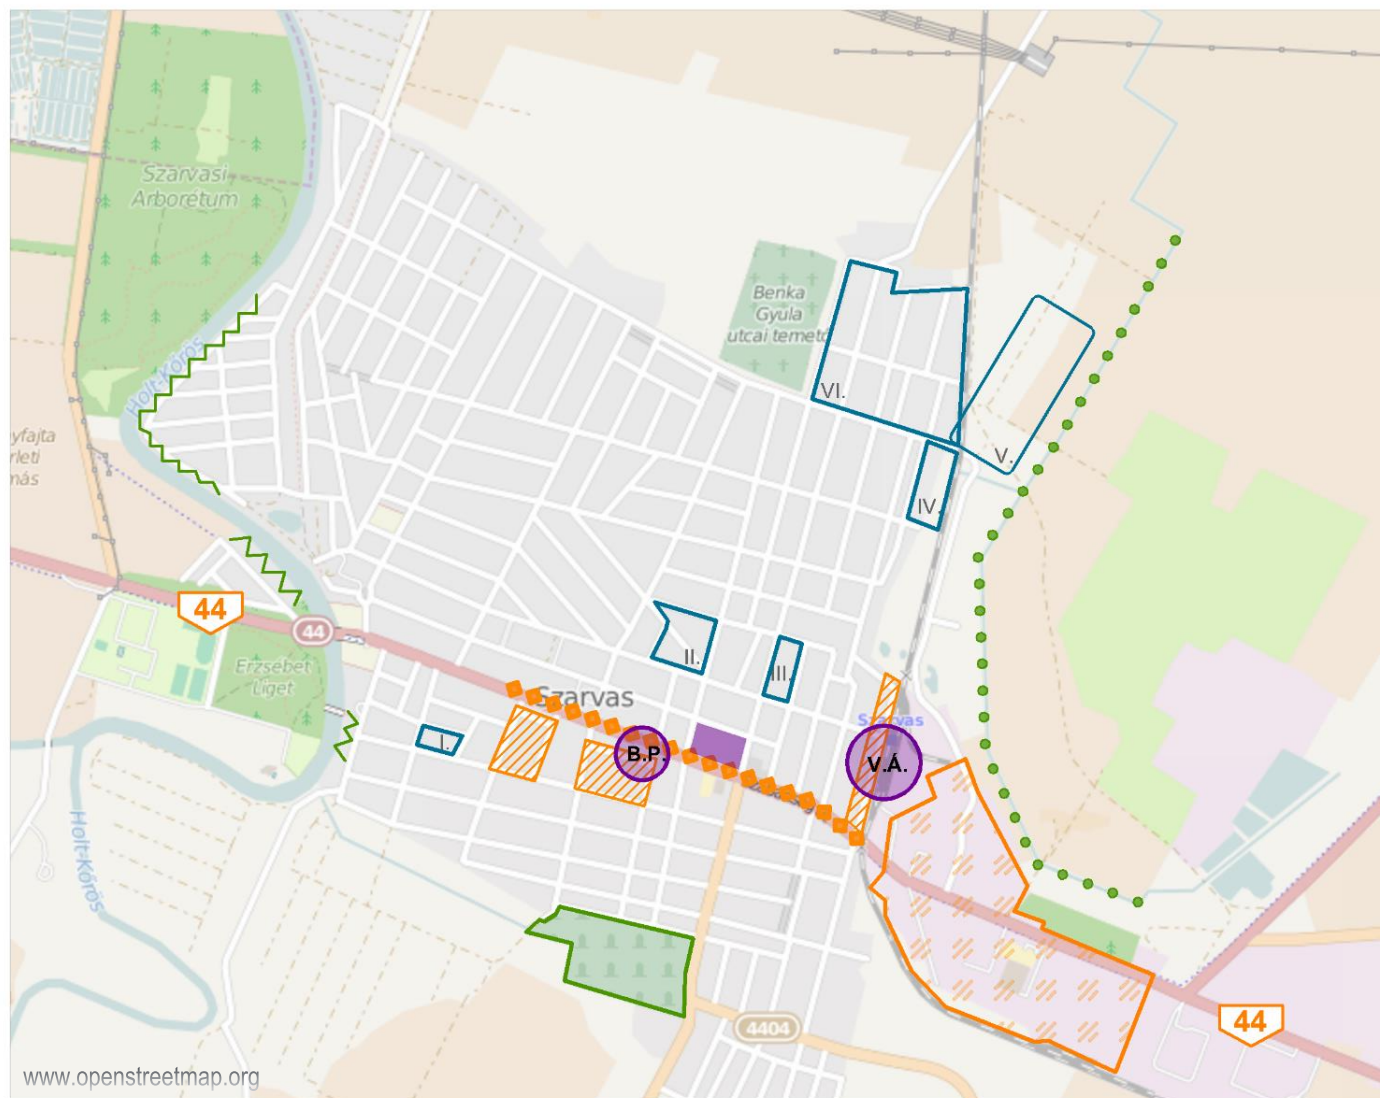 Szarvasi
Arborétum
Benka
Gyula
utcai temető
Holt-Körös
VI.
V.
IV.
44
44
Erzsébet
Liget
II.
III.
Szarvas
Szarvas
I.
B.P.
V.Á.
Holt-Körös
4404
44
www.openstreetmap.org